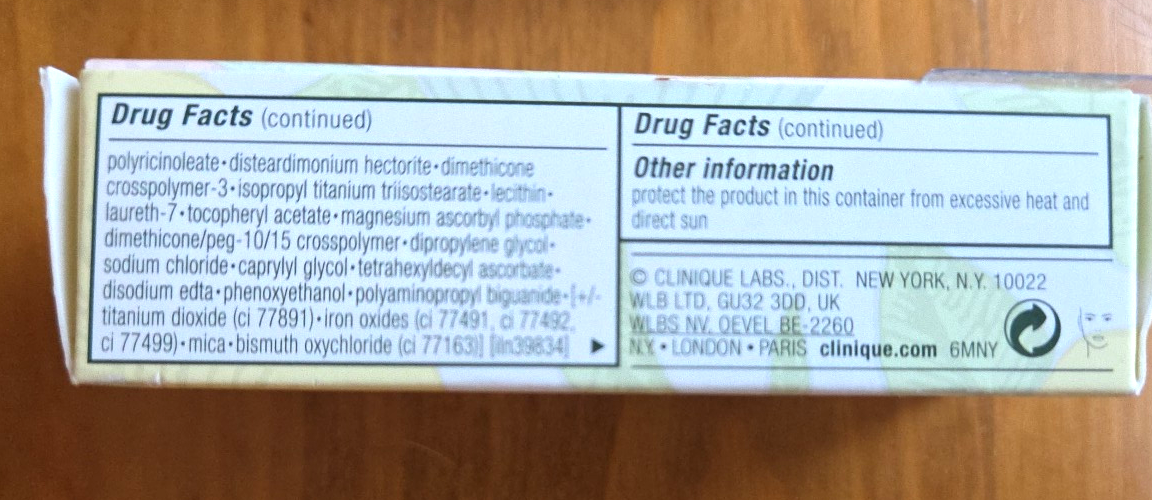 Drug Facts (continued)
polyricinoleate • disteardimonium hectorite • dimethicone
crosspolymer-3 • isopropyl titanium triisostearate • lecithin •
laureth-7 • tocopheryl acetate • magnesium ascorbyl phosphate •
dimethicone/peg-10/15 crosspolymer • dipropylene glycol •
sodium chloride • caprylyl glycol • tetrahexyldecyl ascorbate •
disodium edta • phenoxyethanol • polyaminopropyl biguanide • [+/-
titanium dioxide (ci 77891) • iron oxides (ci 77491, ci 77492,
ci 77499) • mica • bismuth oxychloride (ci 77163)] [iln39834]
Drug Facts (continued)
Other information
protect the product in this container from excessive heat and
direct sun
© CLINIQUE LABS., DIST. NEW YORK, N.Y. 10022
WLB LTD, GU32 3DD, UK
WLBS NV, OEVEL BE-2260
N.Y. • LONDON • PARIS clinique.com 6MNY